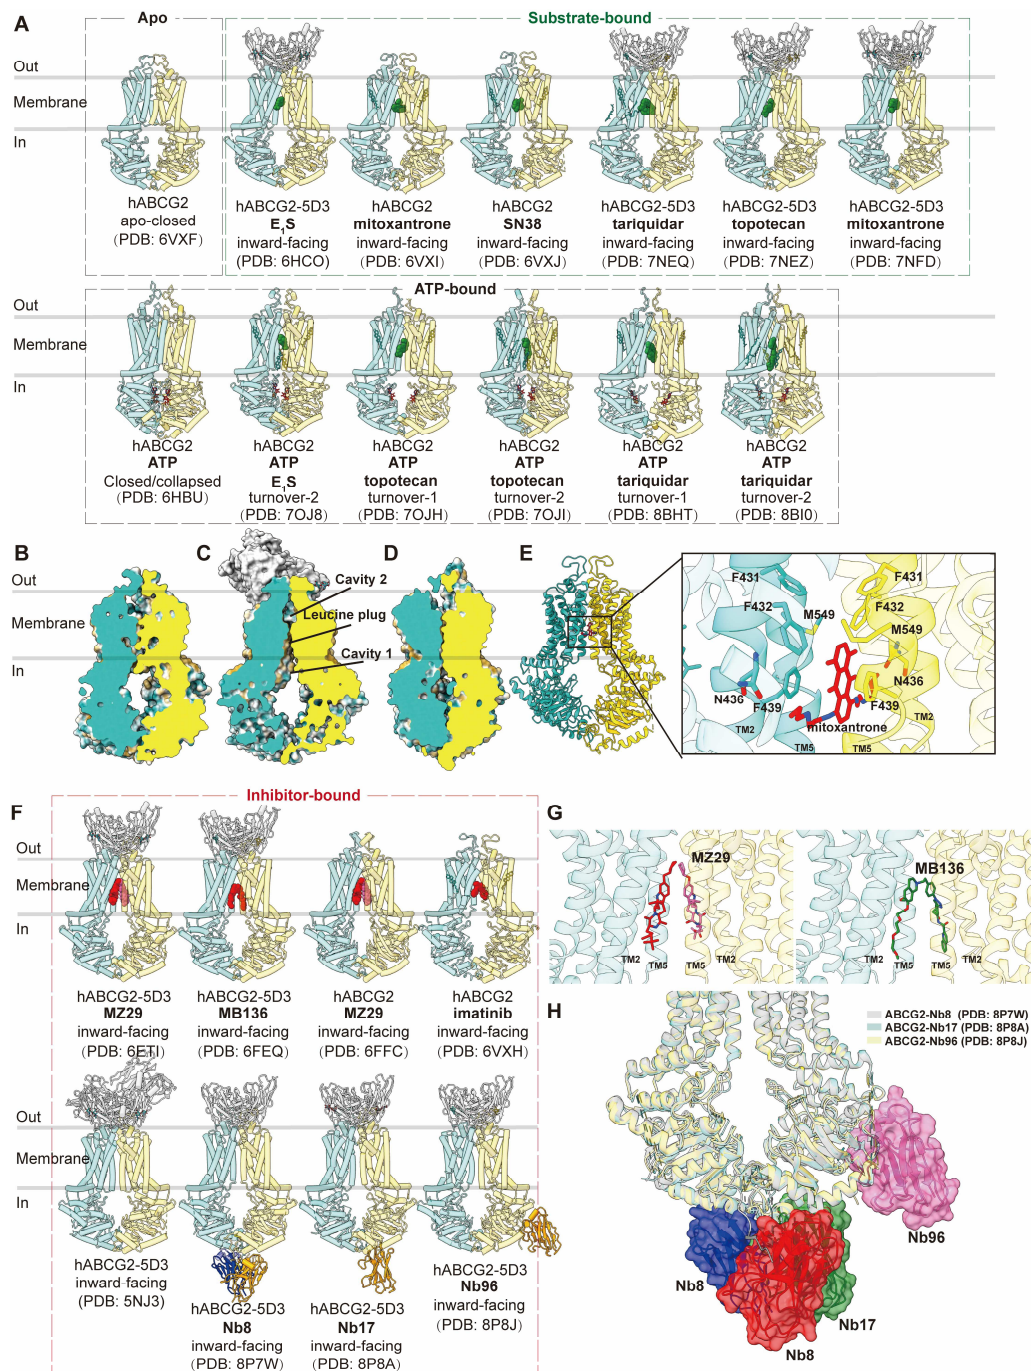 A
Apo
Substrate-bound
Out
Membrane
In
hABCG2
apo-closed
(PDB: 6VXF)
hABCG2-5D3
E1S
inward-facing
(PDB: 6HCO)
hABCG2
mitoxantrone
inward-facing
(PDB: 6VXI)
hABCG2
SN38
inward-facing
(PDB: 6VXJ)
hABCG2-5D3
tariquidar
inward-facing
(PDB: 7NEQ)
hABCG2-5D3
topotecan
inward-facing
(PDB: 7NEZ)
hABCG2-5D3
mitoxantrone
inward-facing
(PDB: 7NFD)
ATP-bound
Out
Membrane
In
hABCG2
ATP
Closed/collapsed
(PDB: 6HBU)
hABCG2
ATP
E1S
turnover-2
(PDB: 7OJ8)
hABCG2
ATP
topotecan
turnover-1
(PDB: 7OJH)
hABCG2
ATP
topotecan
turnover-2
(PDB: 7OJI)
hABCG2
ATP
tariquidar
turnover-1
(PDB: 8BHT)
hABCG2
ATP
tariquidar
turnover-2
(PDB: 8BI0)
B
Out
Membrane
In
C
Cavity 2
Leucine plug
Cavity 1
D
E
F431
F431
F432
F432
M549
M549
N436
N436
F439
F439
mitoxantrone
TM2
TM2
TM5
TM5
F
Inhibitor-bound
Out
Membrane
In
hABCG2-5D3
MZ29
inward-facing
(PDB: 6ETI)
hABCG2-5D3
MB136
inward-facing
(PDB: 6FEQ)
hABCG2
MZ29
inward-facing
(PDB: 6FFC)
hABCG2
imatinib
inward-facing
(PDB: 6VXH)
Out
Membrane
In
hABCG2-5D3
inward-facing
(PDB: 5NJ3)
hABCG2-5D3
Nb8
inward-facing
(PDB: 8P7W)
hABCG2-5D3
Nb17
inward-facing
(PDB: 8P8A)
hABCG2-5D3
Nb96
inward-facing
(PDB: 8P8J)
G
MZ29
TM2
TM5
TM5
TM2
MB136
TM2
TM5
TM5
TM2
H
ABCG2-Nb8 (PDB: 8P7W)
ABCG2-Nb17 (PDB: 8P8A)
ABCG2-Nb96 (PDB: 8P8J)
Nb96
Nb8
Nb17
Nb8